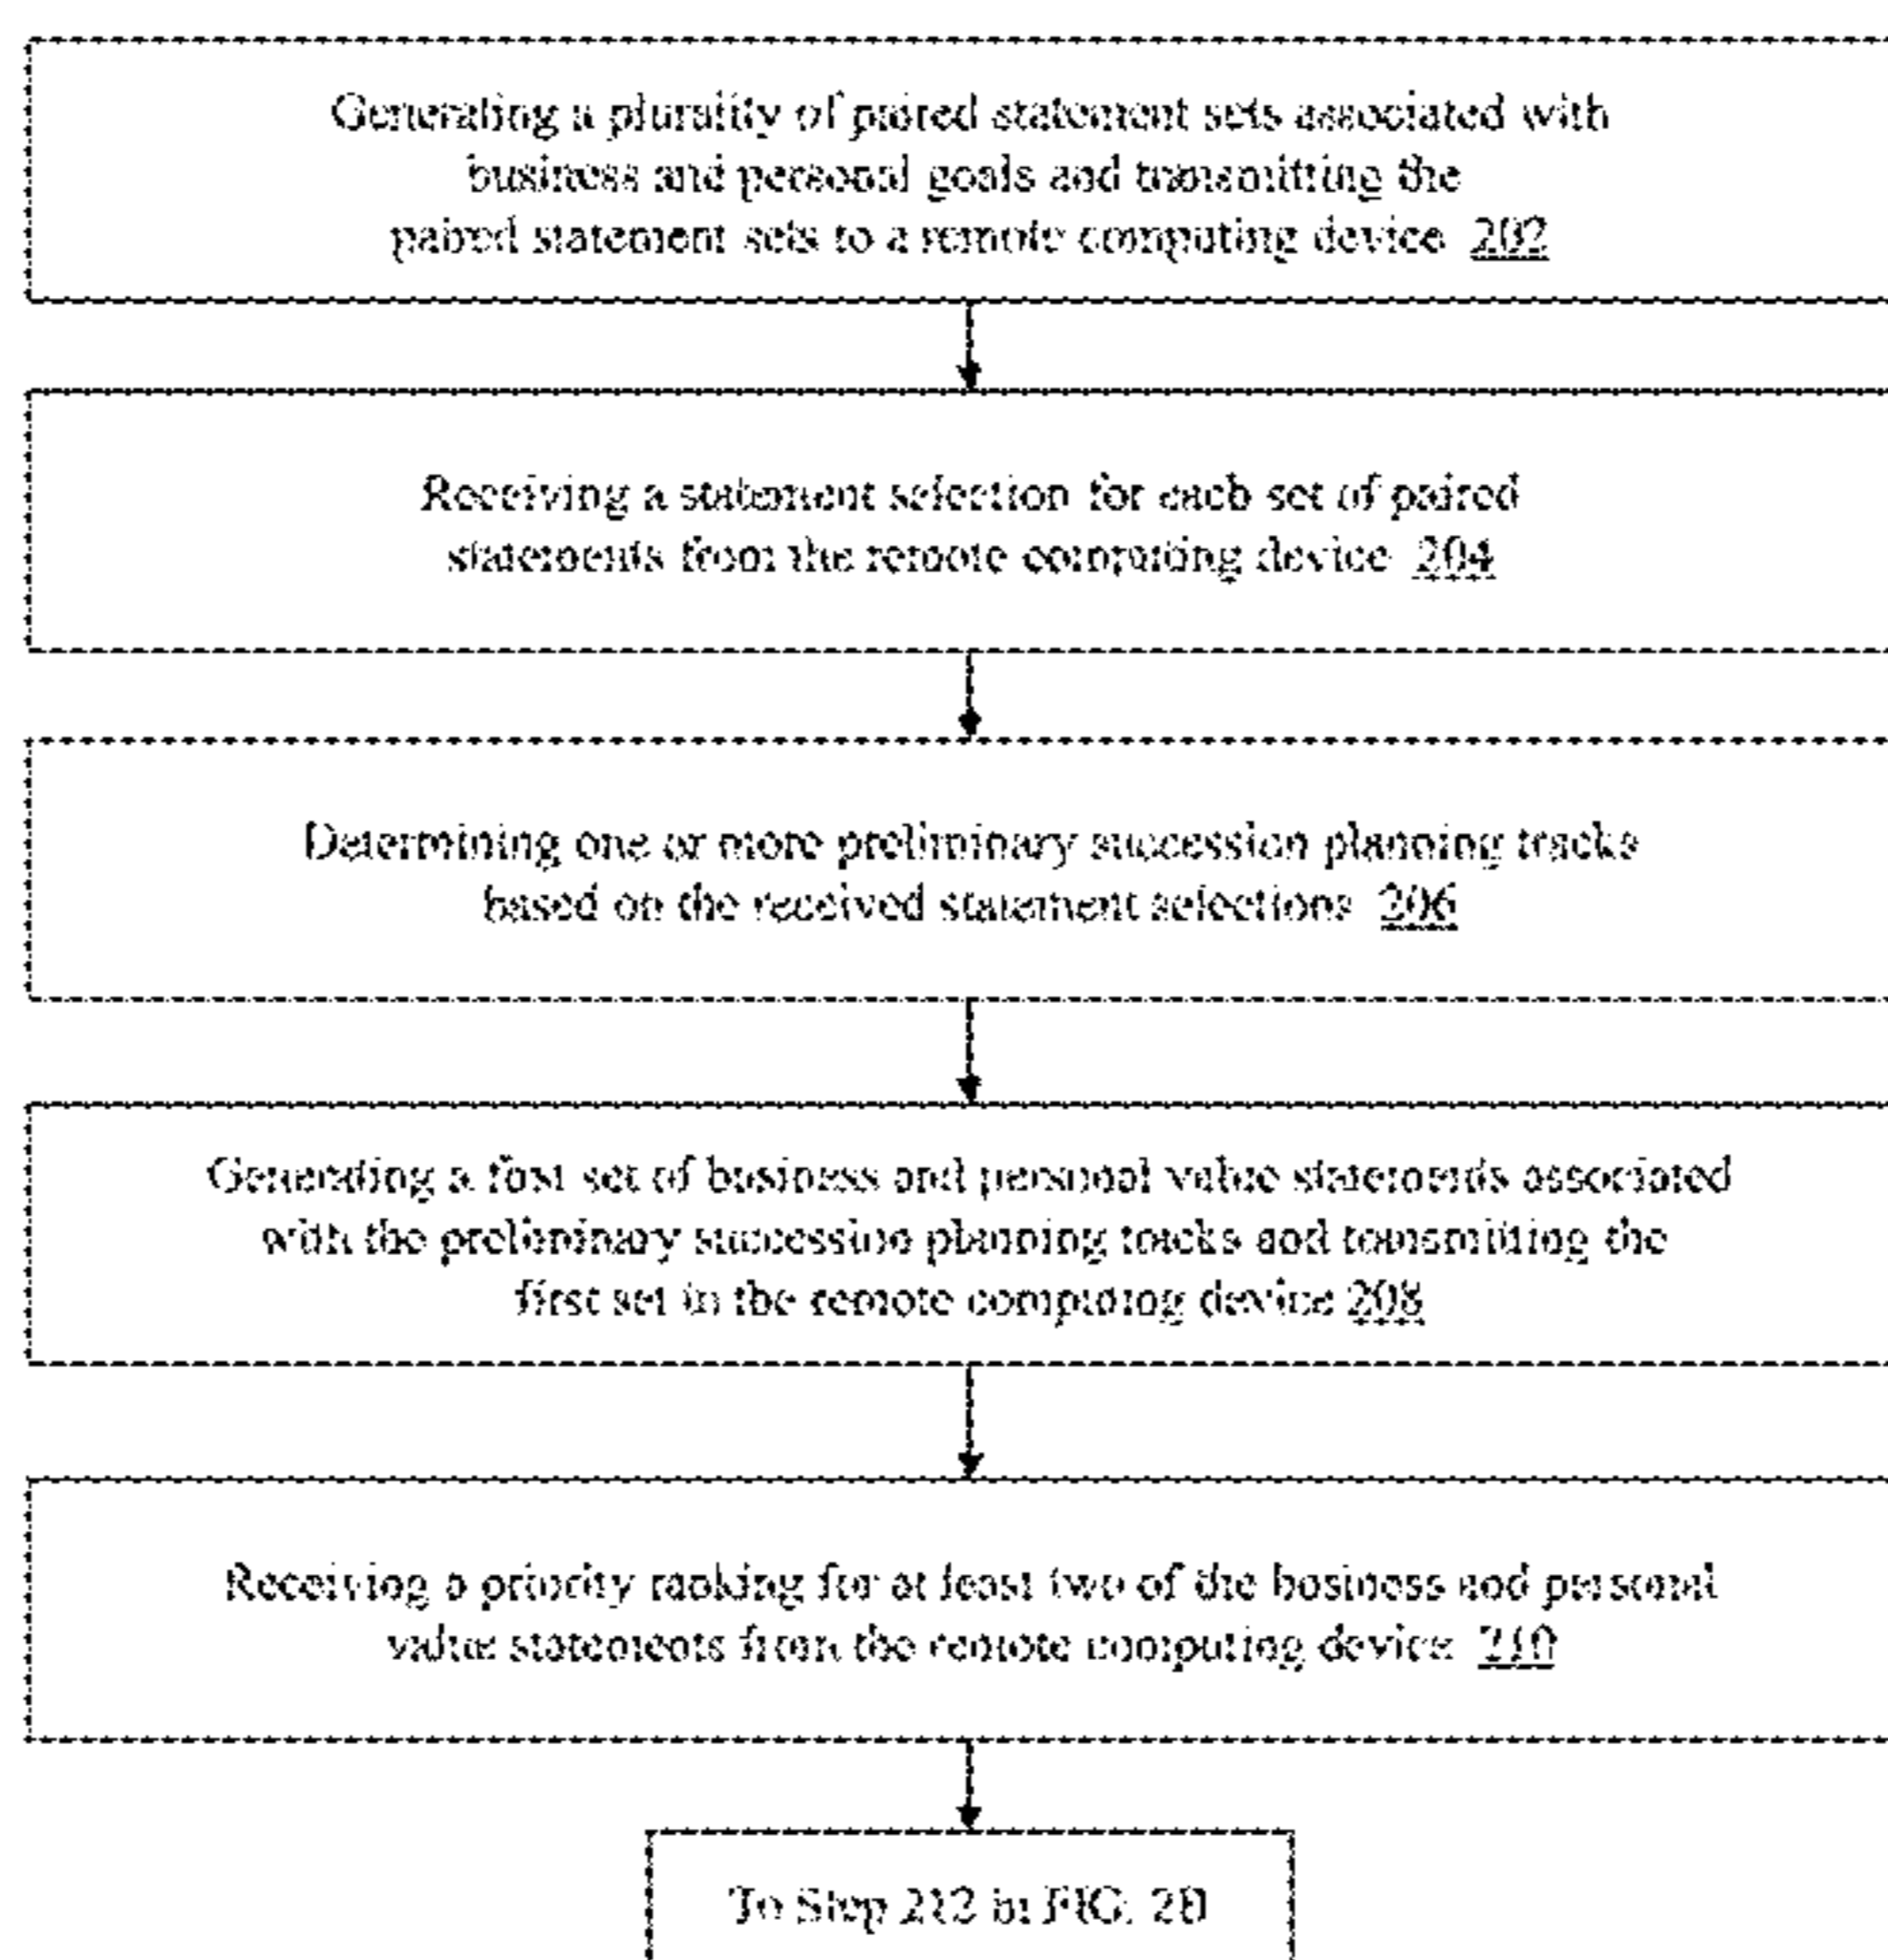 Generating a plurality of paired statement sets associated with
business and personal goals and transmitting the
paired statement sets to a remote computing device 202
Receiving a statement selection for each set of paired
statements from the remote computing device 204
Determining one or more preliminary succession planning tracks
based on the received statement selections 206
Generating a first set of business and personal value statements associated
with the preliminary succession planning tracks and transmitting the
first set to the remote computing device 208
Receiving a priority ranking for at least two of the business and personal
value statements from the remote computing device 210
To Step 212 in FIG. 2B